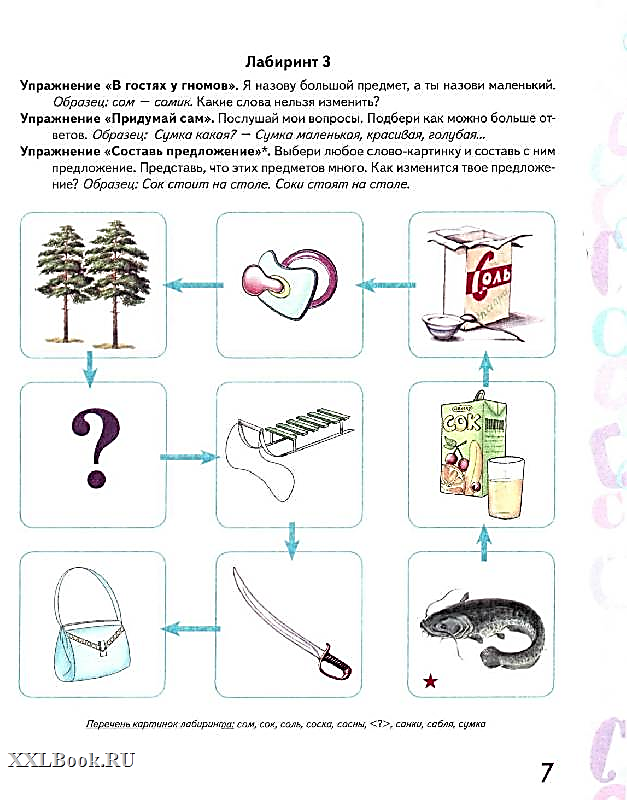 Лабиринт 3
Упражнение «В гостях у гномов». Я назову большой предмет, а ты назови маленький.
Образец: сом — сомик. Какие слова нельзя изменить?
Упражнение «Придумай сам». Послушай мои вопросы. Подбери как можно больше от-
ветов. Образец: Сумка какая? — Сумка маленькая, красивая, голубая...
Упражнение «Составь предложение»*. Выбери любое слово-картинку и составь с ним
предложение. Представь, что этих предметов много. Как изменится твое предложе-
ние? Образец: Сок стоит на столе. Соки стоят на столе.
Соль
?
СОК
Перечень картинок лабиринта: сом, сок, соль, соска, сосны, <?>, санки, сабля, сумка
XXLBook.RU
7